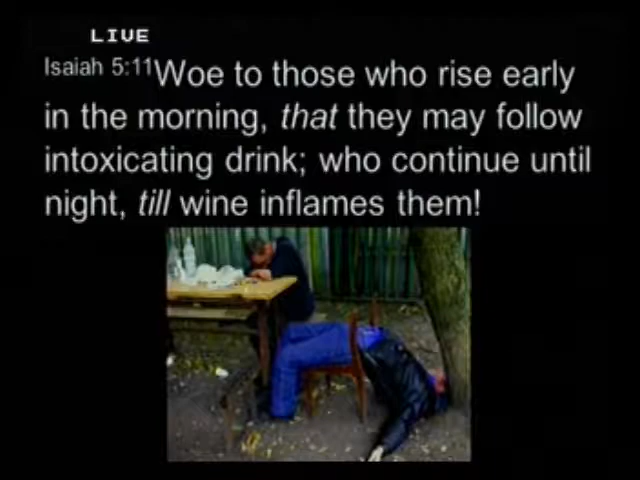 LIVE
Isaiah 5:11Woe to those who rise early
in the morning, that they may follow
intoxicating drink; who continue until
night, till wine inflames them!